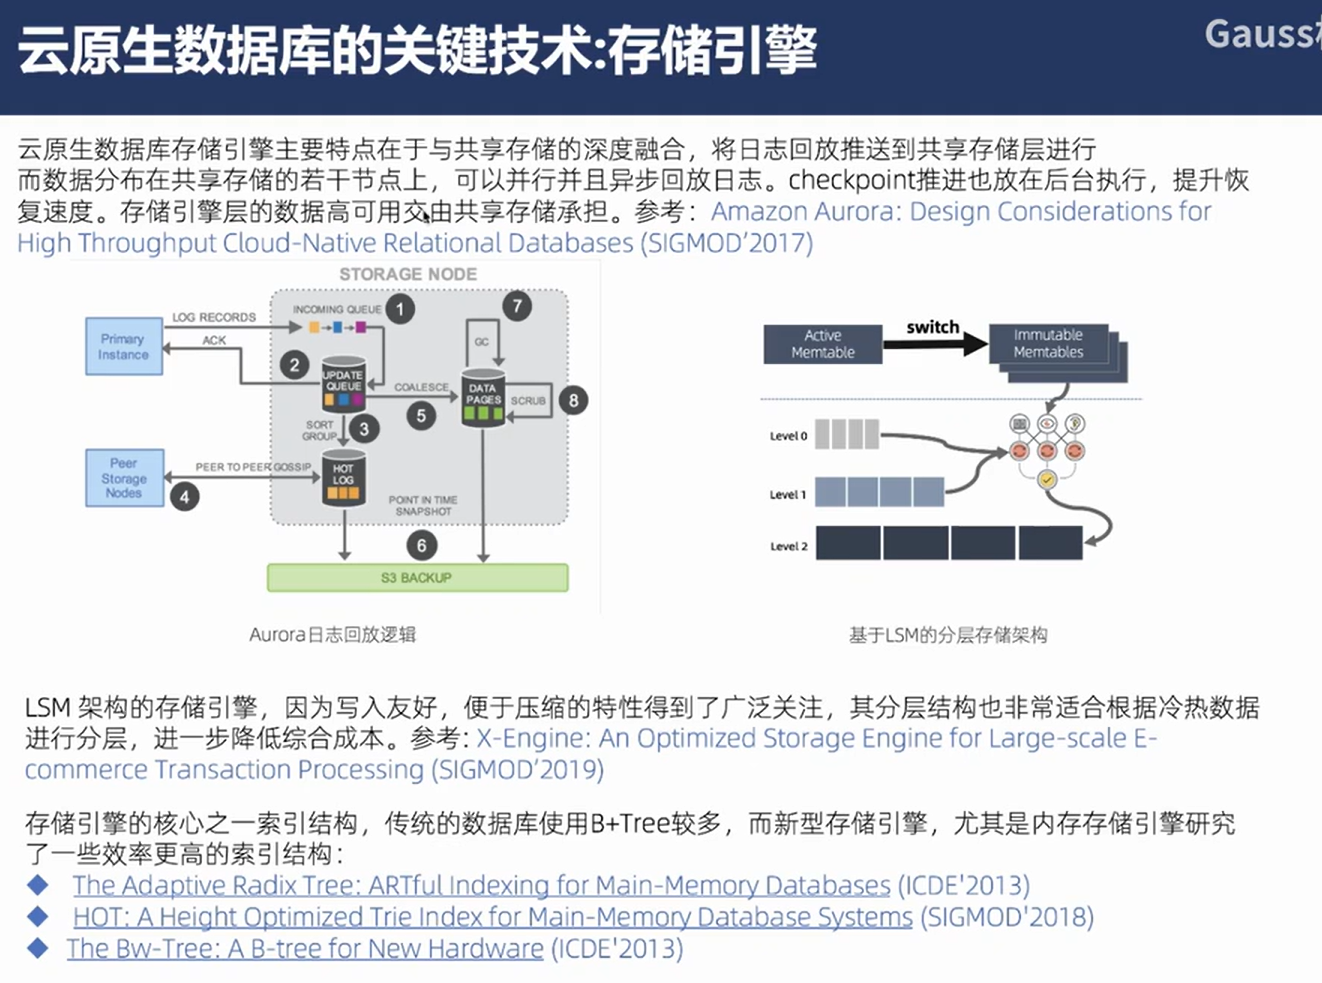 云原生数据库的关键技术:存储引擎
Gauss
云原生数据库存储引擎主要特点在于与共享存储的深度融合，将日志回放推送到共享存储层进行
而数据分布在共享存储的若干节点上，可以并行并且异步回放日志。checkpoint推进也放在后台执行，提升恢
复速度。存储引擎层的数据高可用交由共享存储承担。参考：Amazon Aurora: Design Considerations for
High Throughput Cloud-Native Relational Databases (SIGMOD’2017)
STORAGE NODE
LOG RECORDS
INCOMING QUEUE
1
7
Primary
Instance
ACK
GC
2
UPDATE
QUEUE
COALESCE
5
DATA
PAGES
SCRUB
8
SORT
GROUP
3
Peer
Storage
Nodes
PEER TO PEER GOSSIP
4
HOT
LOG
POINT IN TIME
SNAPSHOT
6
S3 BACKUP
Aurora日志回放逻辑
Active
Memtable
switch
Immutable
Memtables
Level 0
Level 1
Level 2
基于LSM的分层存储架构
LSM 架构的存储引擎，因为写入友好，便于压缩的特性得到了广泛关注，其分层结构也非常适合根据冷热数据
进行分层，进一步降低综合成本。参考: X-Engine: An Optimized Storage Engine for Large-scale E-
commerce Transaction Processing (SIGMOD’2019)
存储引擎的核心之一索引结构，传统的数据库使用B+Tree较多，而新型存储引擎，尤其是内存存储引擎研究
了一些效率更高的索引结构：
The Adaptive Radix Tree: ARTful Indexing for Main-Memory Databases (ICDE'2013)
HOT: A Height Optimized Trie Index for Main-Memory Database Systems (SIGMOD'2018)
The Bw-Tree: A B-tree for New Hardware (ICDE'2013)